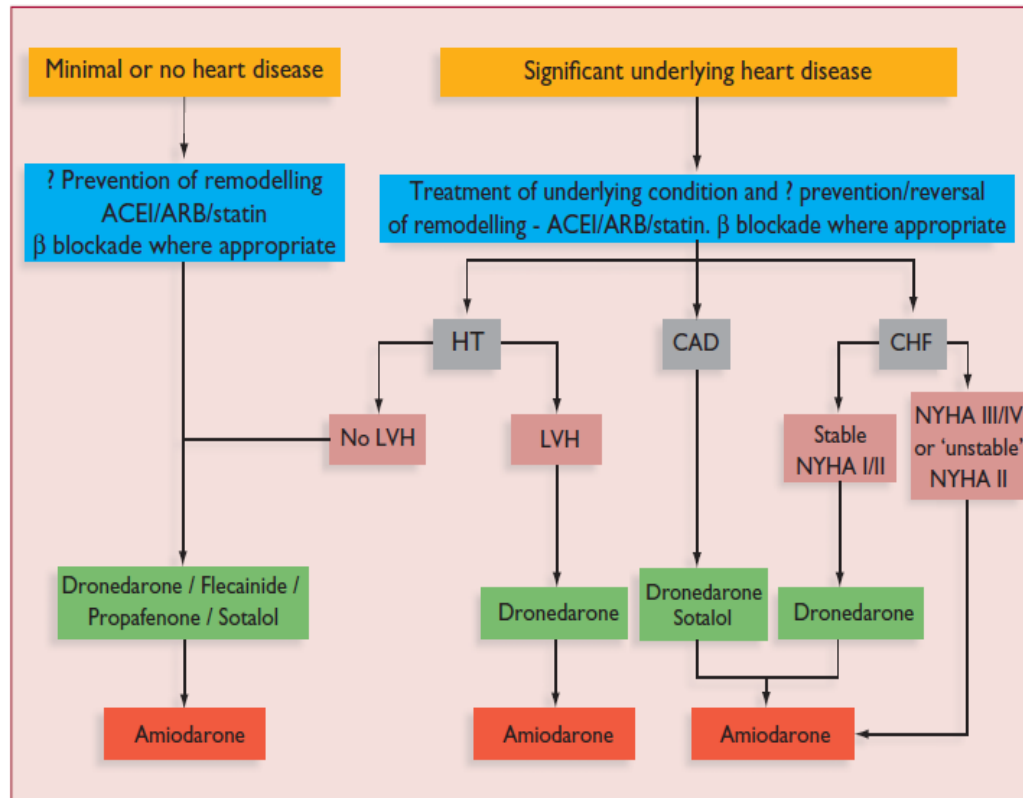 Minimal or no heart disease
Significant underlying heart disease
? Prevention of remodelling
ACEI/ARB/statin
β blockade where appropriate
Treatment of underlying condition and ? prevention/reversal
of remodelling - ACEI/ARB/statin. β blockade where appropriate
HT
CAD
CHF
No LVH
LVH
Stable
NYHA I/II
NYHA III/IV
or ‘unstable’
NYHA II
Dronedarone / Flecainide /
Propafenone / Sotalol
Dronedarone
Dronedarone
Sotalol
Dronedarone
Amiodarone
Amiodarone
Amiodarone